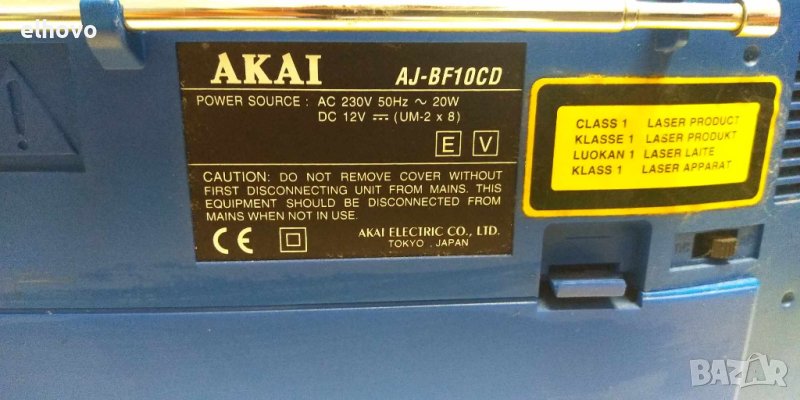 ethovo
AKAI AJ-BF10CD
POWER SOURCE : AC 230V 50Hz ~ 20W
DC 12V ⎓ (UM-2 x 8)
E V
CAUTION: DO NOT REMOVE COVER WITHOUT
FIRST DISCONNECTING UNIT FROM MAINS. THIS
EQUIPMENT SHOULD BE DISCONNECTED FROM
MAINS WHEN NOT IN USE.
CE
AKAI ELECTRIC CO., LTD.
TOKYO . JAPAN
CLASS 1 LASER PRODUCT
KLASSE 1 LASER PRODUKT
LUOKAN 1 LASER LAITE
KLASS 1 LASER APPARAT
BAZAR